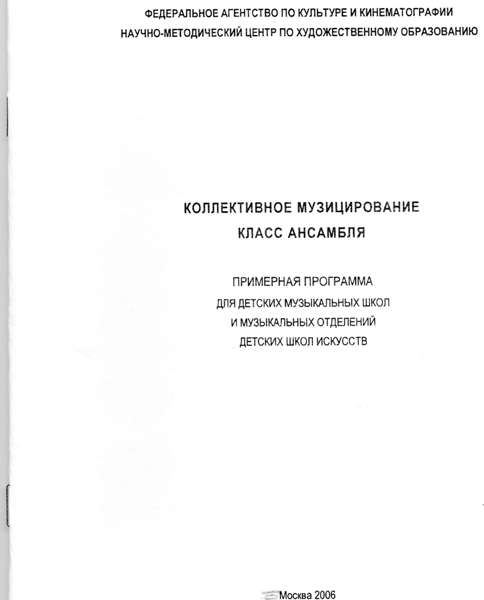 ФЕДЕРАЛЬНОЕ АГЕНТСТВО ПО КУЛЬТУРЕ И КИНЕМАТОГРАФИИ
НАУЧНО-МЕТОДИЧЕСКИЙ ЦЕНТР ПО ХУДОЖЕСТВЕННОМУ ОБРАЗОВАНИЮ
КОЛЛЕКТИВНОЕ МУЗИЦИРОВАНИЕ
КЛАСС АНСАМБЛЯ
ПРИМЕРНАЯ ПРОГРАММА
ДЛЯ ДЕТСКИХ МУЗЫКАЛЬНЫХ ШКОЛ
И МУЗЫКАЛЬНЫХ ОТДЕЛЕНИЙ
ДЕТСКИХ ШКОЛ ИСКУССТВ
Москва 2006